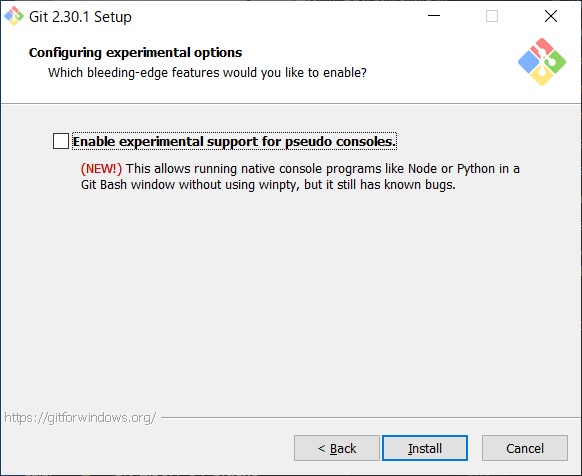 Git 2.30.1 Setup
Configuring experimental options
Which bleeding-edge features would you like to enable?
Enable experimental support for pseudo consoles.
(NEW!) This allows running native console programs like Node or Python in a
Git Bash window without using winpty, but it still has known bugs.
https://gitforwindows.org/
< Back
Install
Cancel